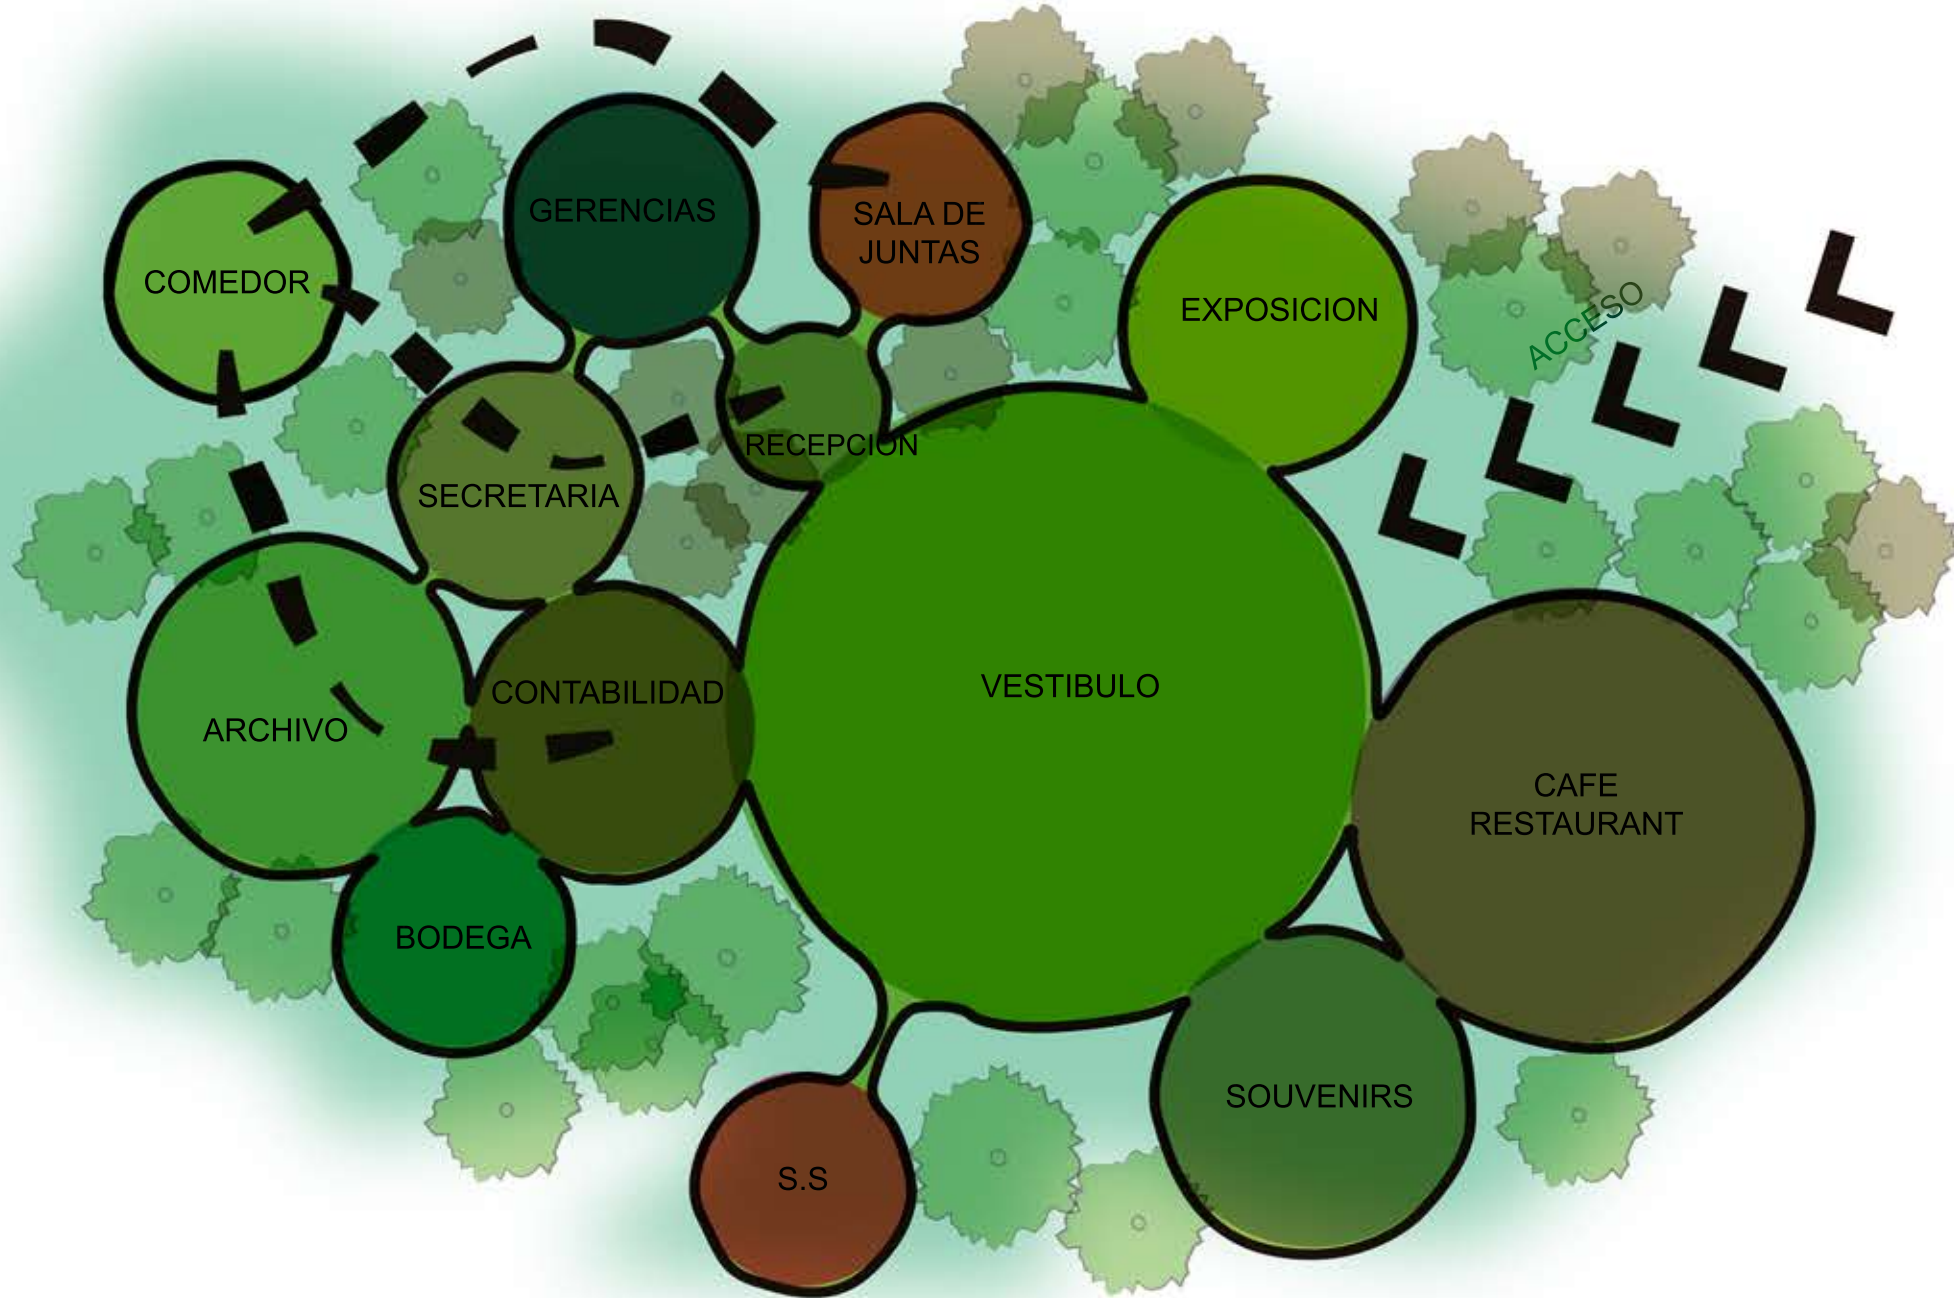 GERENCIAS
SALA DE
JUNTAS
COMEDOR
EXPOSICION
ACCESO
RECEPCION
SECRETARIA
CONTABILIDAD
VESTIBULO
ARCHIVO
CAFE
RESTAURANT
BODEGA
SOUVENIRS
S.S